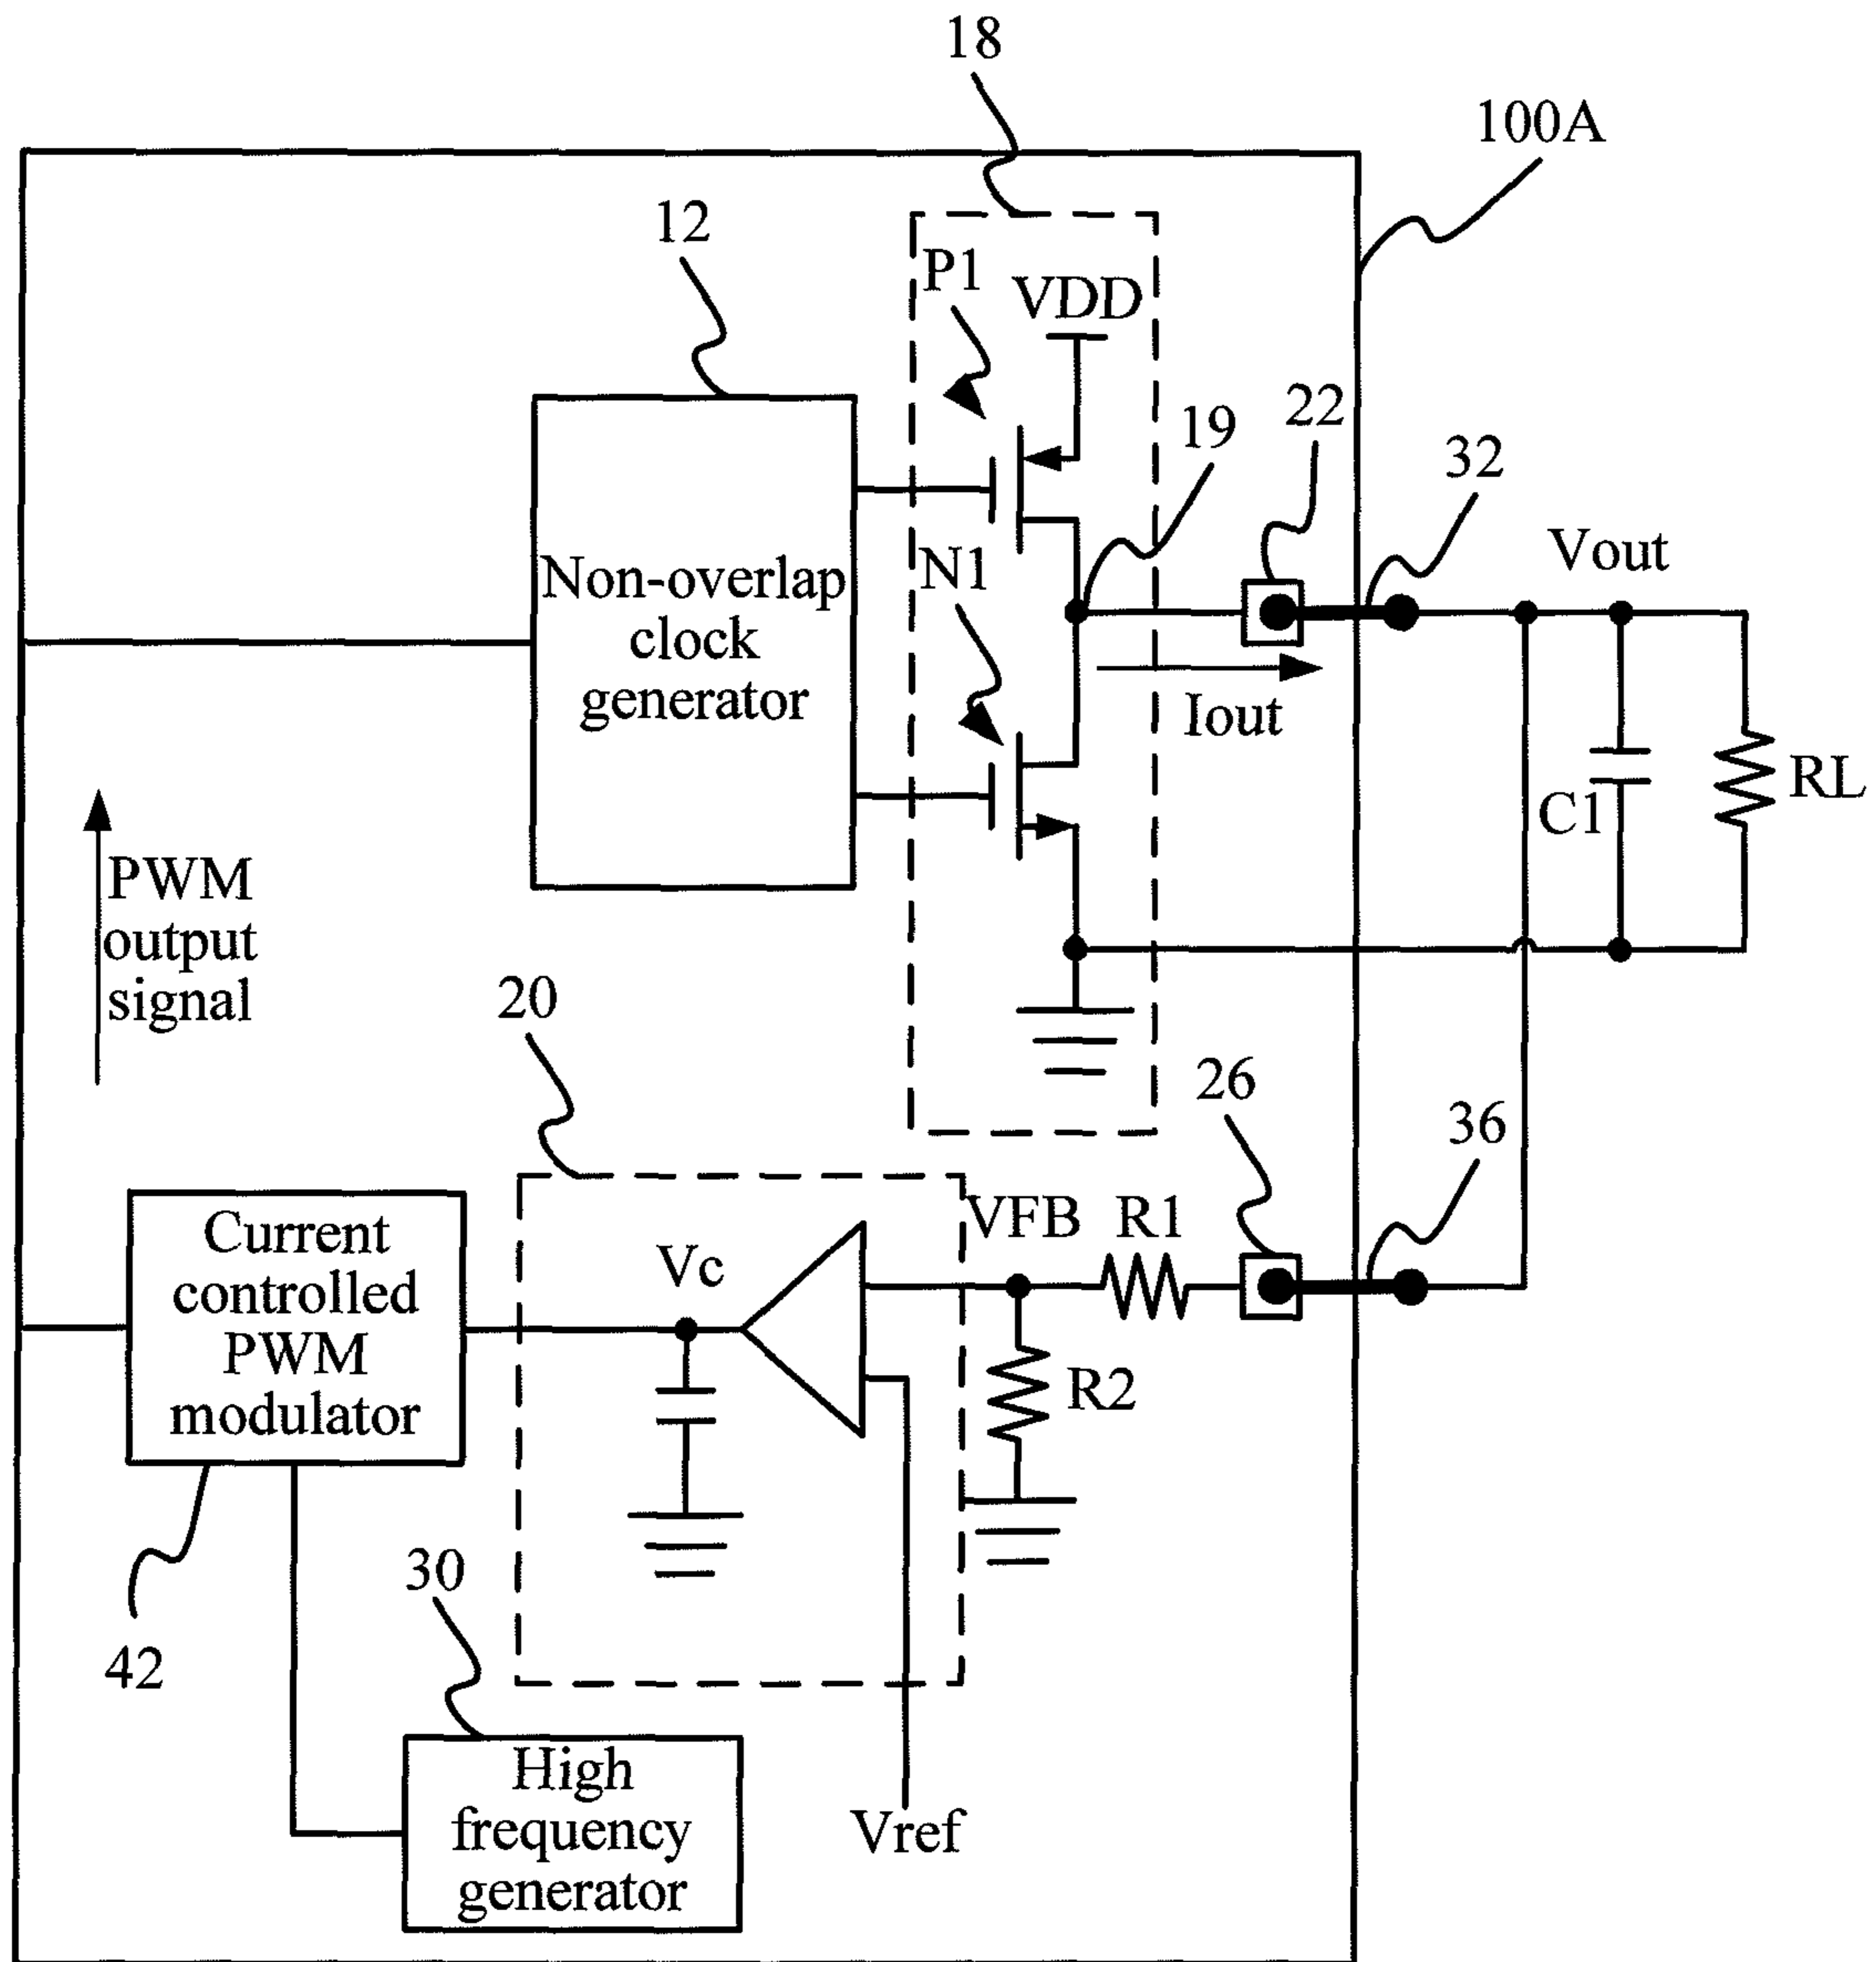 18
100A
12
P1
VDD
22
19
32
Vout
N1
Non-overlap
clock
generator
Iout
C1
RL
PWM
output
signal
20
26
36
Current
controlled
PWM
modulator
Vc
VFB
R1
R2
30
42
High
frequency
generator
Vref